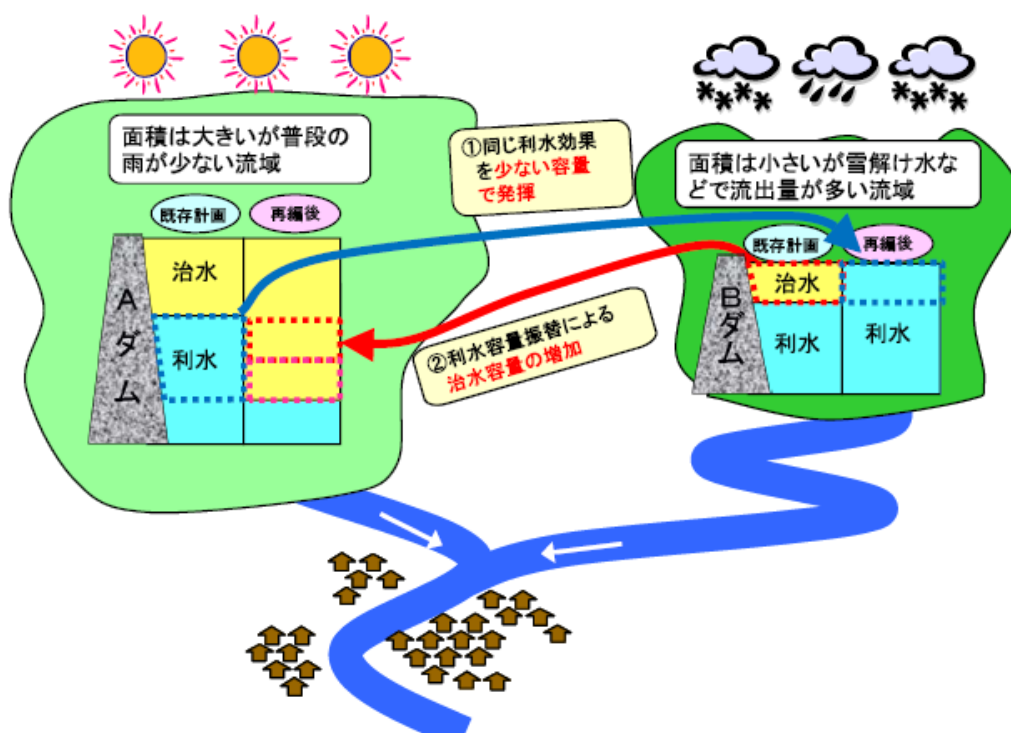 面積は大きいが普段の
雨が少ない流域
既存計画
再編後
治水
利水
Aダム
①同じ利水効果
を少ない容量
で発揮
②利水容量振替による
治水容量の増加
面積は小さいが雪解け水な
どで流出量が多い流域
既存計画
再編後
治水
利水
利水
Bダム